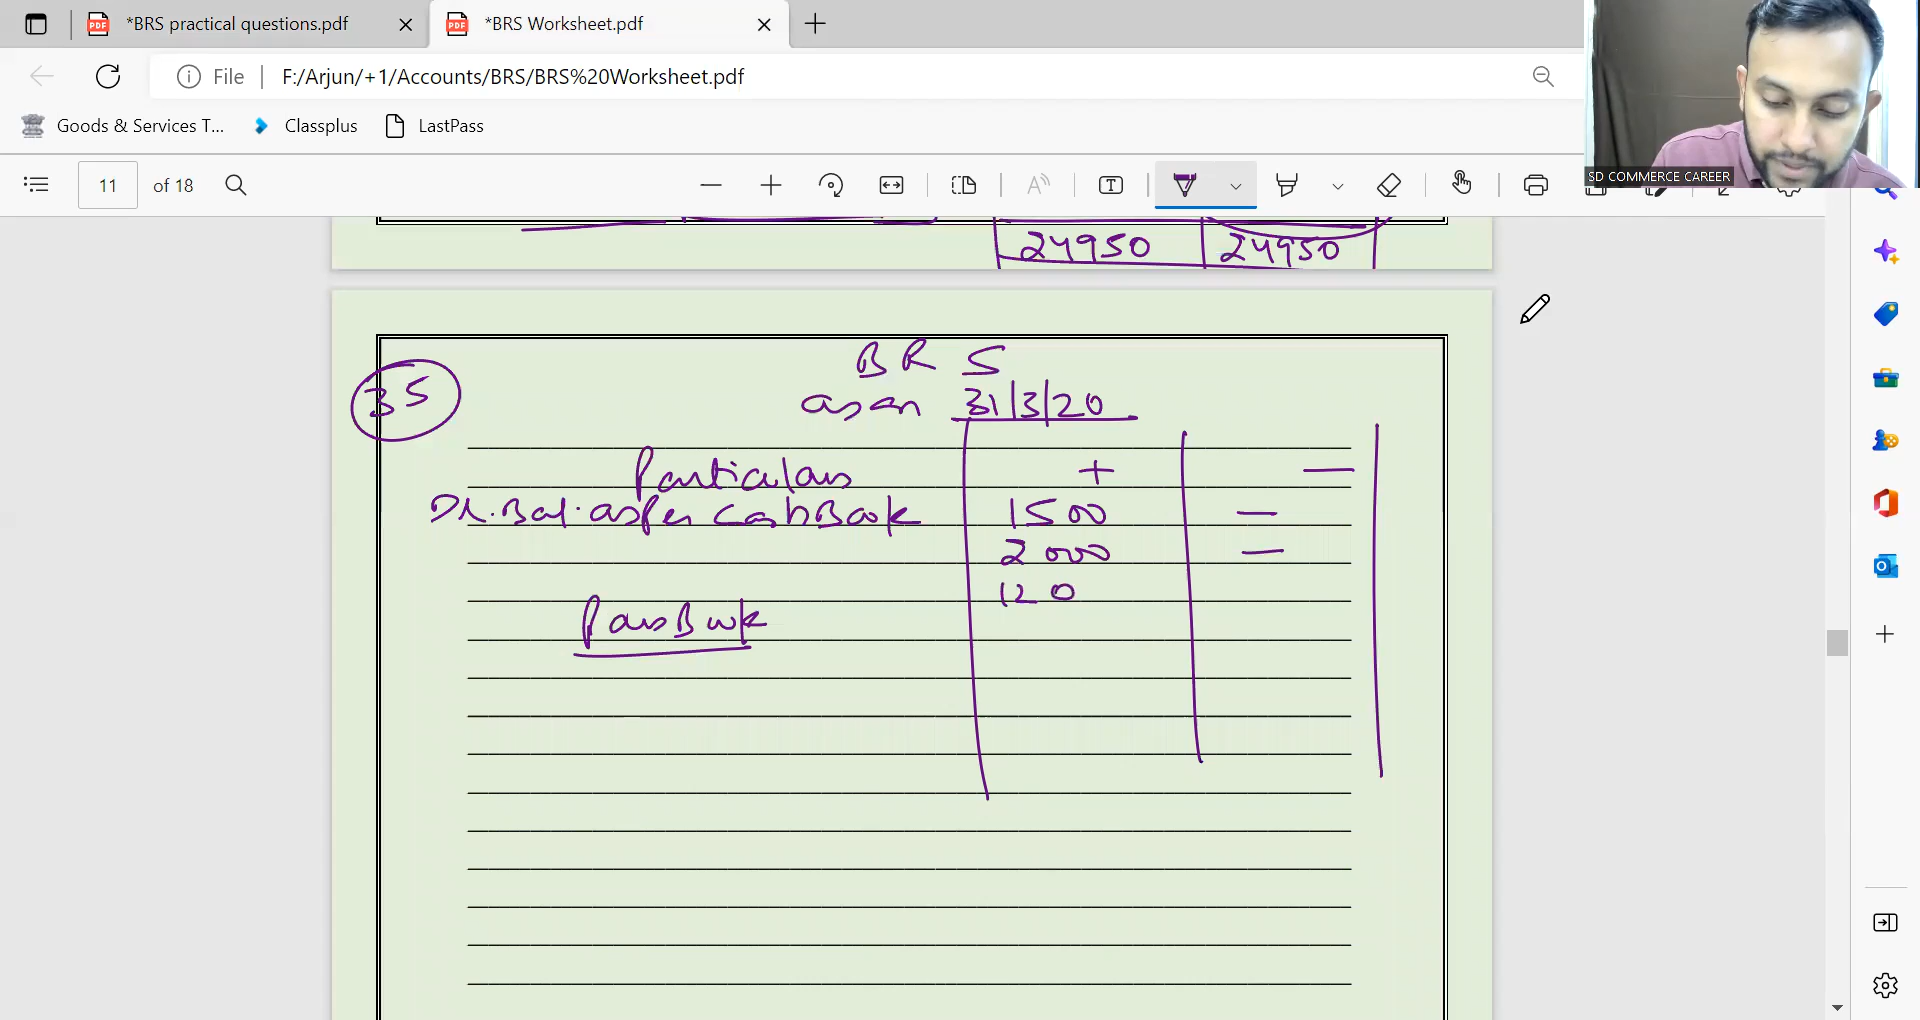 *BRS practical questions.pdf
*BRS Worksheet.pdf
File
F:/Arjun/+1/Accounts/BRS/BRS%20Worksheet.pdf
Goods & Services T...
Classplus
LastPass
11 of 18
SD COMMERCE CAREER
24950 24950
35
BRS
as on 31/3/20
Particulars + —
Dr. Bal. as per Cash Book 1500 —
2000 —
120
Pass Book